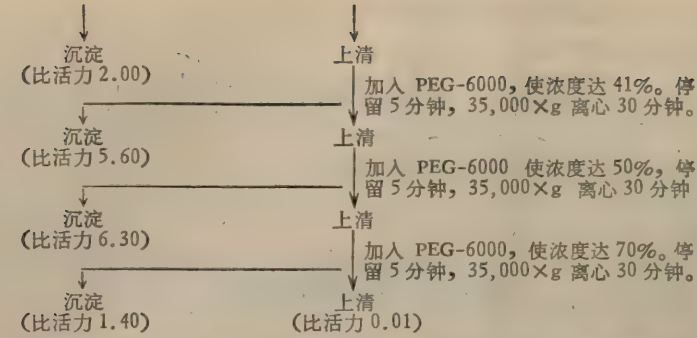 沉淀 上清
(比活力 2.00)
加入 PEG-6000，使浓度达 41%。停
留 5 分钟，35,000×g 离心 30 分钟。
沉淀 上清
(比活力 5.60)
加入 PEG-6000 使浓度达 50%，停
留 5 分钟，35,000×g 离心 30 分钟
沉淀 上清
(比活力 6.30)
加入 PEG-6000，使浓度达 70%。停
留 5 分钟，35,000×g 离心 30 分钟。
沉淀 上清
(比活力 1.40) (比活力 0.01)